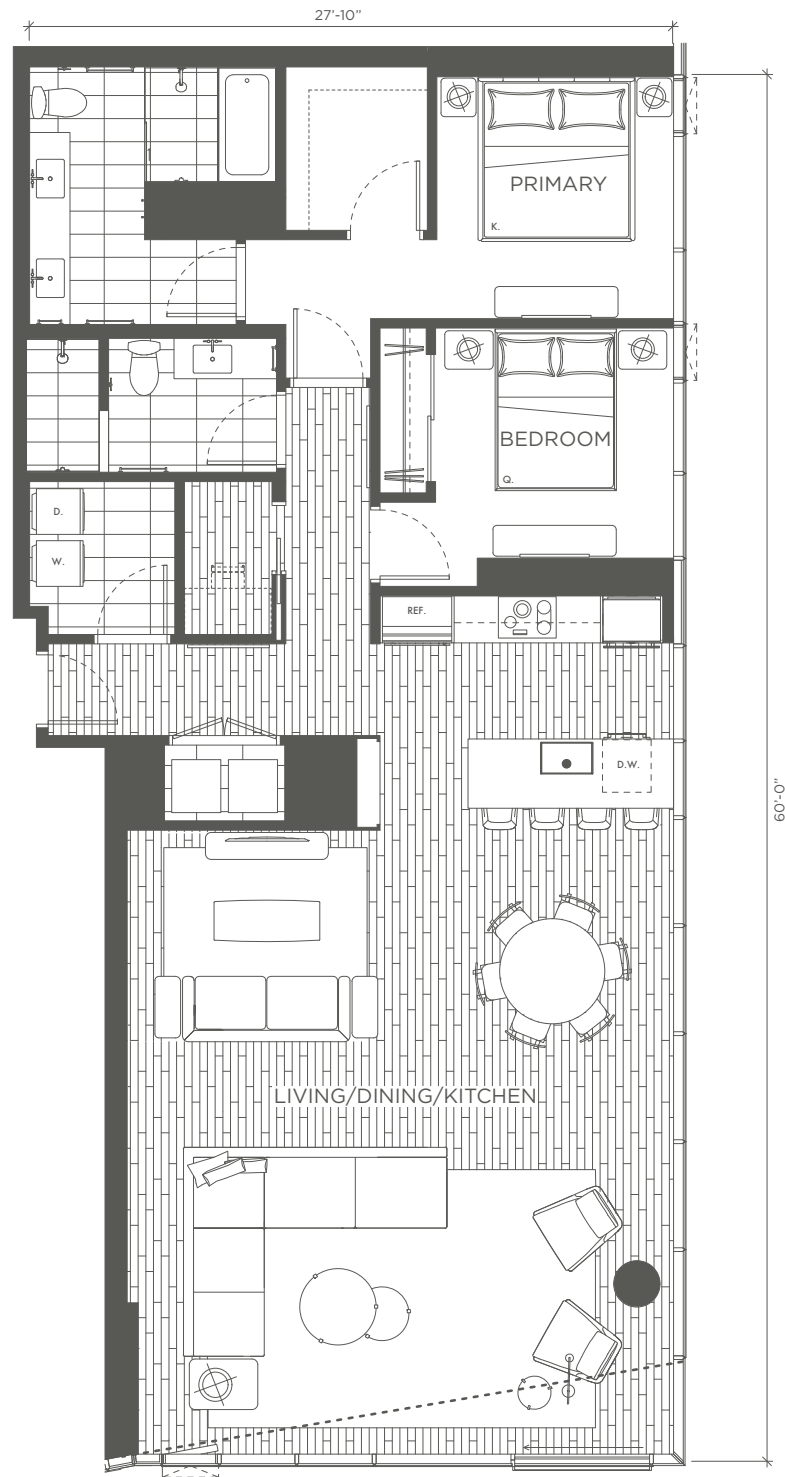 27'-10"
PRIMARY
K.
BEDROOM
Q.
D.
W.
REF.
D.W.
60'-0"
LIVING/DINING/KITCHEN